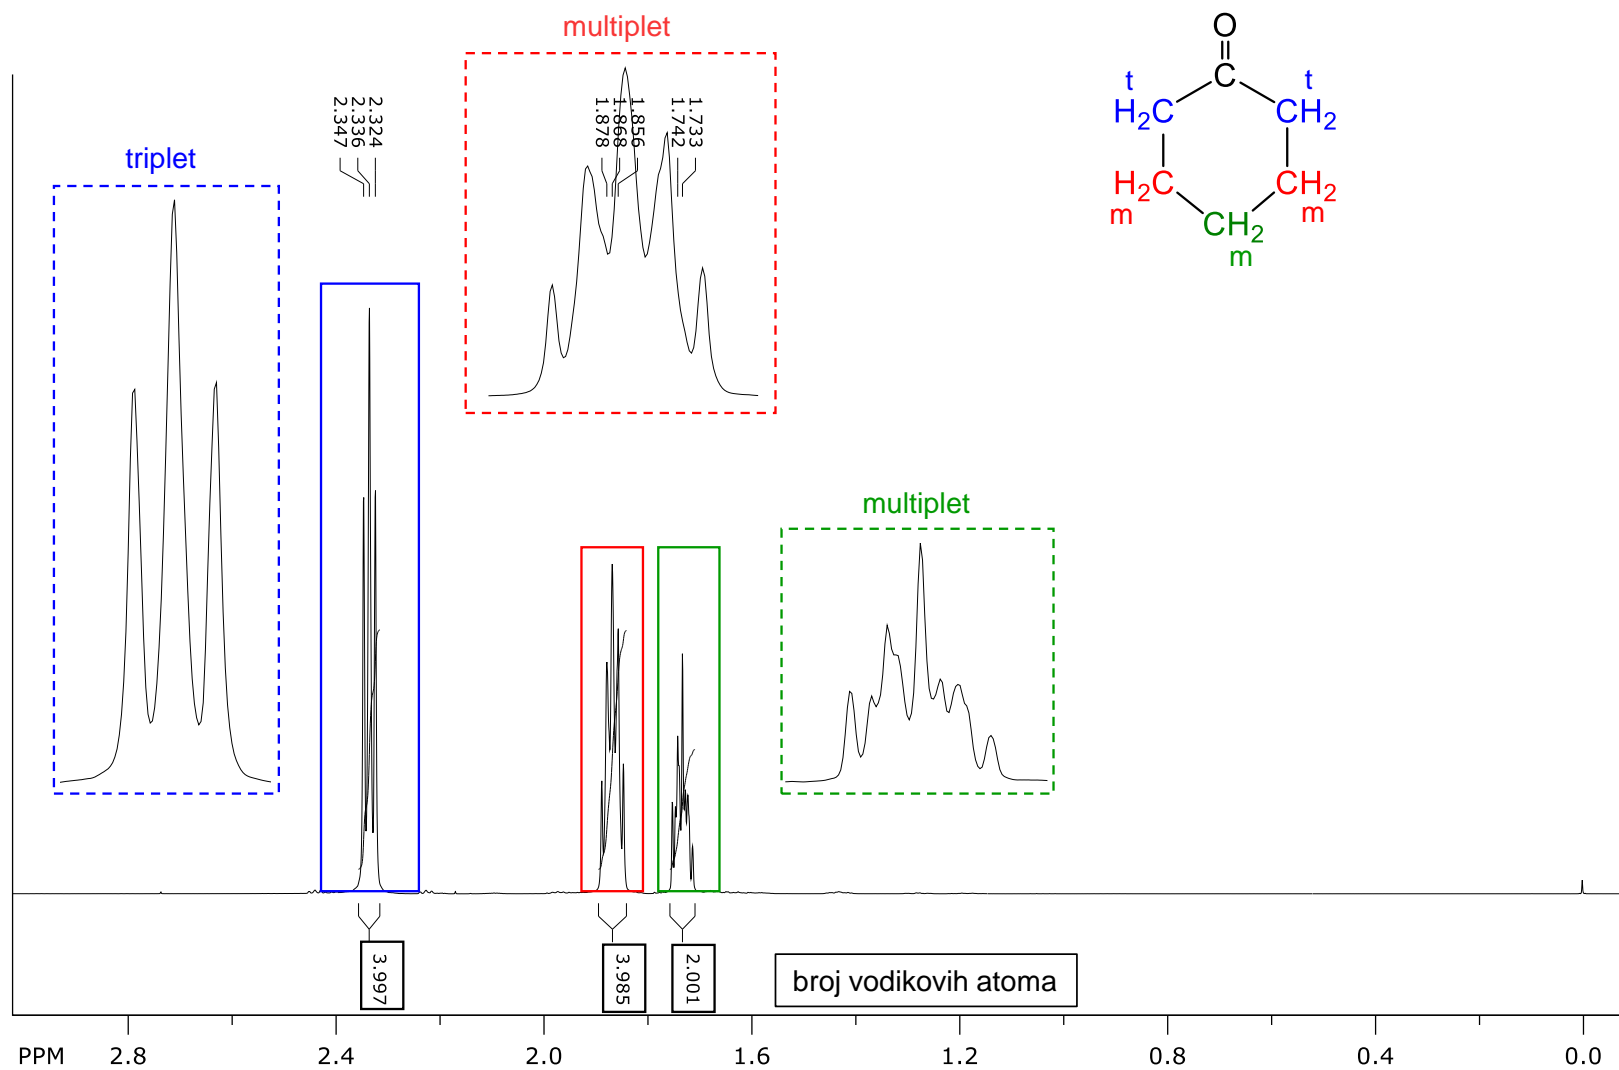 multiplet
O
C
t
t
H₂C
CH₂
H₂C
CH₂
m
m
CH₂
m
triplet
2.347
2.336
2.324
1.878
1.868
1.856
1.742
1.733
multiplet
3.997
3.985
2.001
broj vodikovih atoma
PPM 2.8 2.4 2.0 1.6 1.2 0.8 0.4 0.0